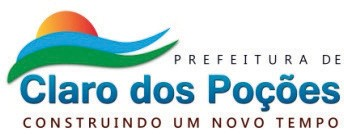 PREFEITURA DE
Claro dos Poções
CONSTRUINDO UM NOVO TEMPO